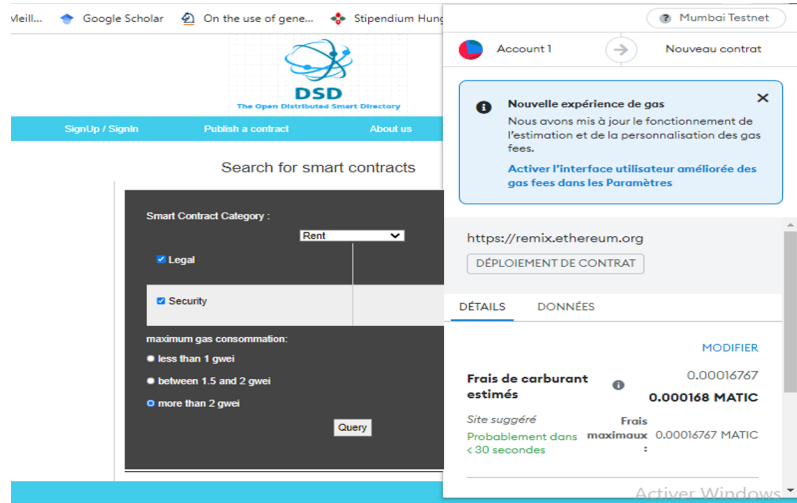 Meill...
Google Scholar
On the use of gene...
Stipendium Hung
DSD
The Open Distributed Smart Directory
SignUp / SignIn
Publish a contract
About us
Search for smart contracts
Smart Contract Category :
Rent
Legal
Security
maximum gas consommation:
less than 1 gwei
between 1.5 and 2 gwei
more than 2 gwei
Query
Mumbai Testnet
Account 1
Nouveau contrat
Nouvelle expérience de gas
Nous avons mis à jour le fonctionnement de
l'estimation et de la personnalisation des gas
fees.
Activer l'interface utilisateur améliorée des
gas fees dans les Paramètres
https://remix.ethereum.org
DÉPLOIEMENT DE CONTRAT
DÉTAILS
DONNÉES
MODIFIER
Frais de carburant
estimés
0.00016767
0.000168 MATIC
Site suggéré
Probablement dans
< 30 secondes
Frais
maximaux
:
0.00016767 MATIC
Activer Windows